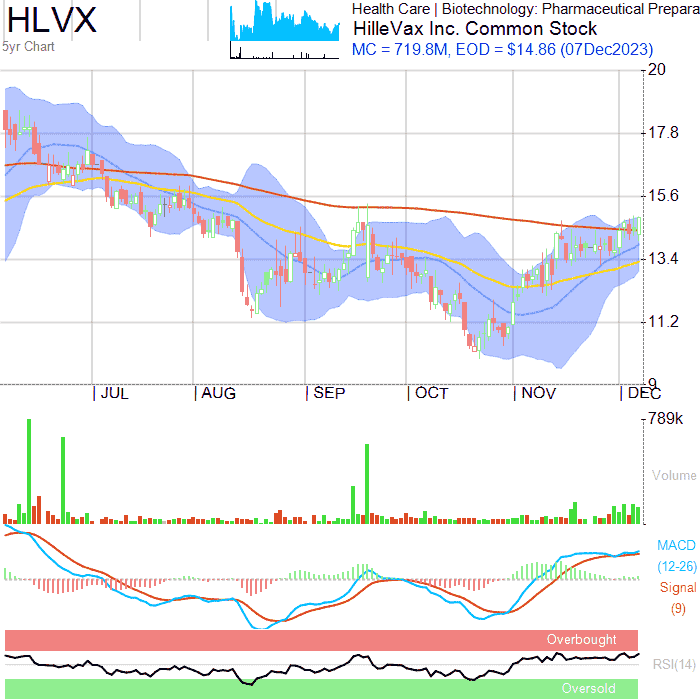 HLVX
5yr Chart
Health Care | Biotechnology: Pharmaceutical Prepara
HilleVax Inc. Common Stock
MC = 719.8M, EOD = $14.86 (07Dec2023)
20
17.8
15.6
13.4
11.2
9
JUL
AUG
SEP
OCT
NOV
DEC
789k
Volume
MACD
(12-26)
Signal
(9)
Overbought
RSI(14)
Oversold